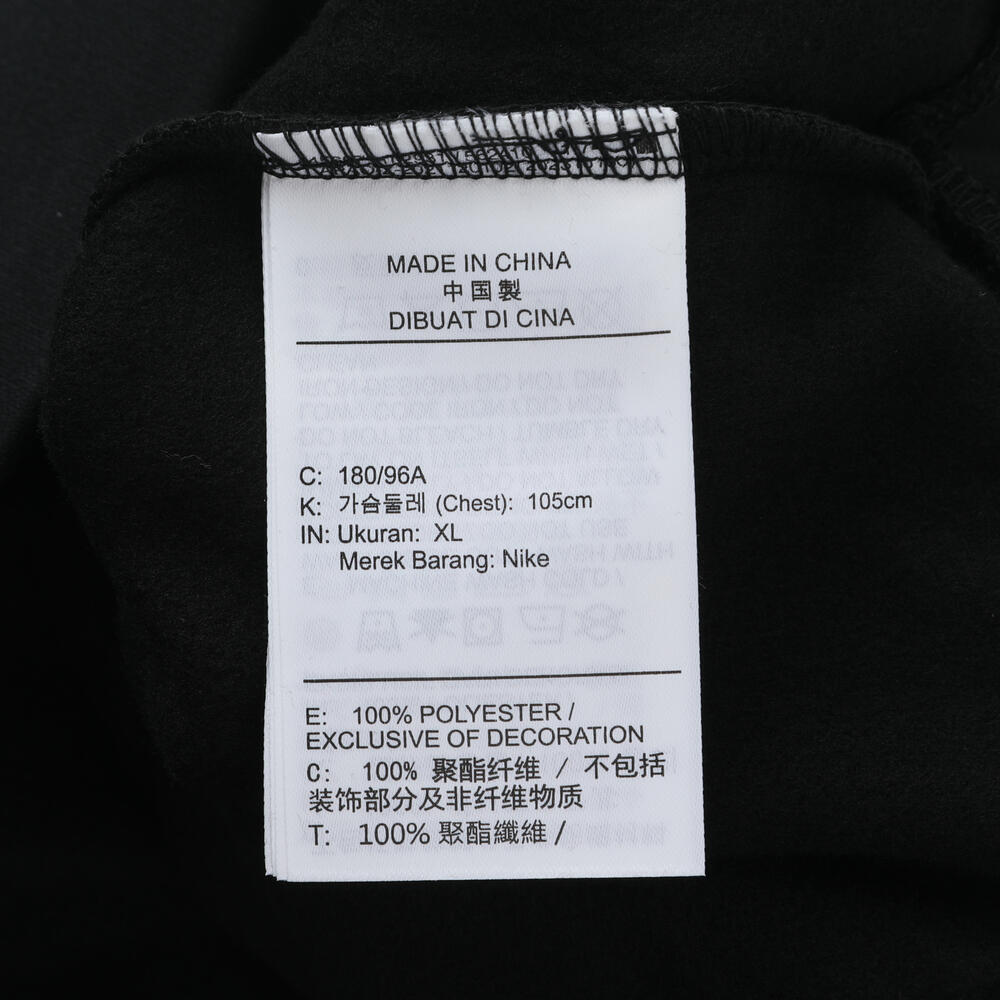 MADE IN CHINA
中国製
DIBUAT DI CINA
C: 180/96A
K: 가슴둘레 (Chest): 105cm
IN: Ukuran: XL
Merek Barang: Nike
E: 100% POLYESTER /
EXCLUSIVE OF DECORATION
C: 100% 聚酯纤维 / 不包括
装饰部分及非纤维物质
T: 100% 聚酯纖維 /